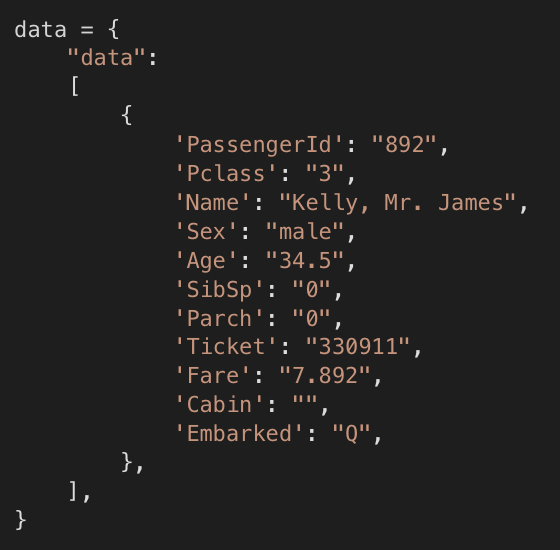 data = {
    "data":
    [
        {
            'PassengerId': "892",
            'Pclass': "3",
            'Name': "Kelly, Mr. James",
            'Sex': "male",
            'Age': "34.5",
            'SibSp': "0",
            'Parch': "0",
            'Ticket': "330911",
            'Fare': "7.892",
            'Cabin': "",
            'Embarked': "Q",
        },
    ],
}